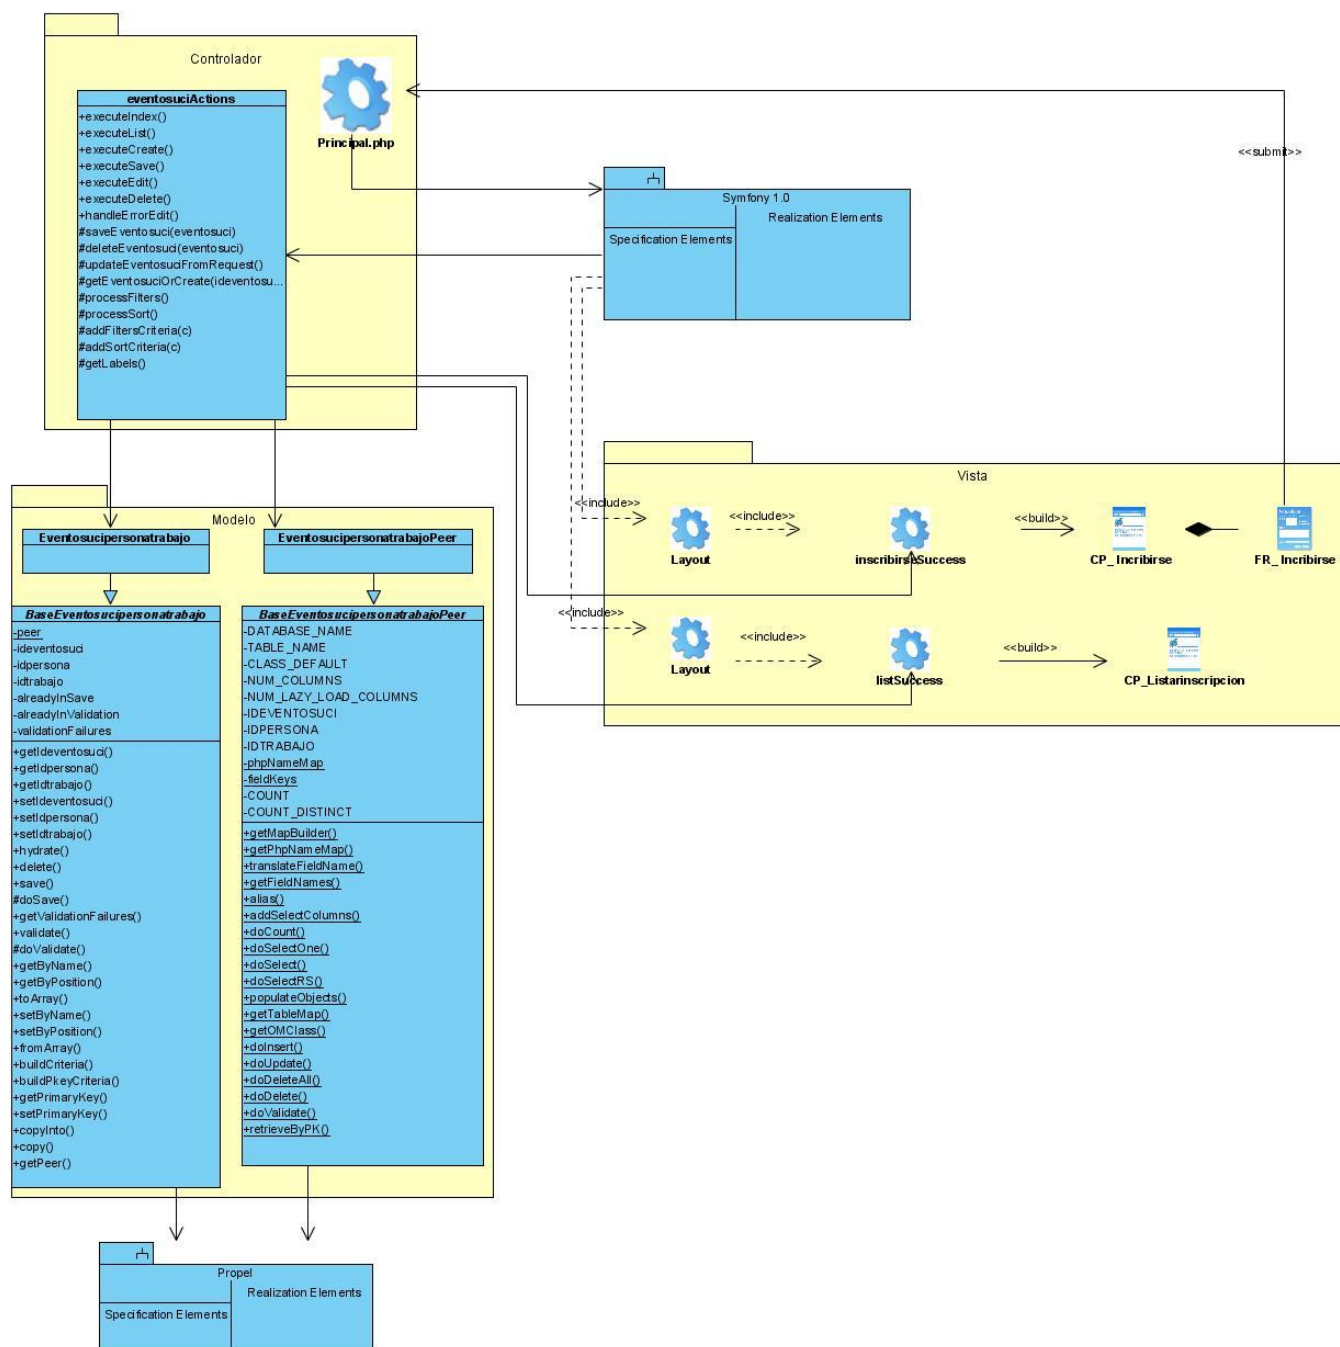 Controlador
eventosuciActions
+executeIndex()
+executeList()
+executeCreate()
+executeSave()
+executeEdit()
+executeDelete()
+handleErrorEdit()
#saveEventosuci(eventosuci)
#deleteEventosuci(eventosuci)
#updateEventosuciFromRequest()
#getEventosuciOrCreate(ideventosu...
#processFilters()
#processSort()
#addFiltersCriteria(c)
#addSortCriteria(c)
#getLabels()
Principal.php
<<submit>>
Symfony 1.0
Realization Elements
Specification Elements
Vista
<<include>>
Layout
<<include>>
inscribirseSuccess
<<build>>
CP_ Incribirse
FR_ Incribirse
<<include>>
Layout
<<include>>
listSuccess
<<build>>
CP_Listarinscripcion
Modelo
Eventosucipersonatrabajo
EventosucipersonatrabajoPeer
BaseEventosucipersonatrabajo
-peer
-ideventosuci
-idpersona
-idtrabajo
-alreadyInSave
-alreadyInValidation
-validationFailures
+getIdeventosuci()
+getIdpersona()
+getIdtrabajo()
+setIdeventosuci()
+setIdpersona()
+setIdtrabajo()
+hydrate()
+delete()
+save()
#doSave()
+getValidationFailures()
+validate()
#doValidate()
+getByName()
+getByPosition()
+toArray()
+setByName()
+setByPosition()
+fromArray()
+buildCriteria()
+buildPkeyCriteria()
+getPrimaryKey()
+setPrimaryKey()
+copyInto()
+copy()
+getPeer()
BaseEventosucipersonatrabajoPeer
-DATABASE_NAME
-TABLE_NAME
-CLASS_DEFAULT
-NUM_COLUMNS
-NUM_LAZY_LOAD_COLUMNS
-IDEVENTOSUCI
-IDPERSONA
-IDTRABAJO
-phpNameMap
-fieldKeys
-COUNT
-COUNT_DISTINCT
+getMapBuilder()
+getPhpNameMap()
+translateFieldName()
+getFieldNames()
+alias()
+addSelectColumns()
+doCount()
+doSelectOne()
+doSelect()
+doSelectRS()
+populateObjects()
+getTableMap()
+getOMClass()
+doInsert()
+doUpdate()
+doDeleteAll()
+doDelete()
+doValidate()
+retrieveByPK()
Propel
Realization Elements
Specification Elements